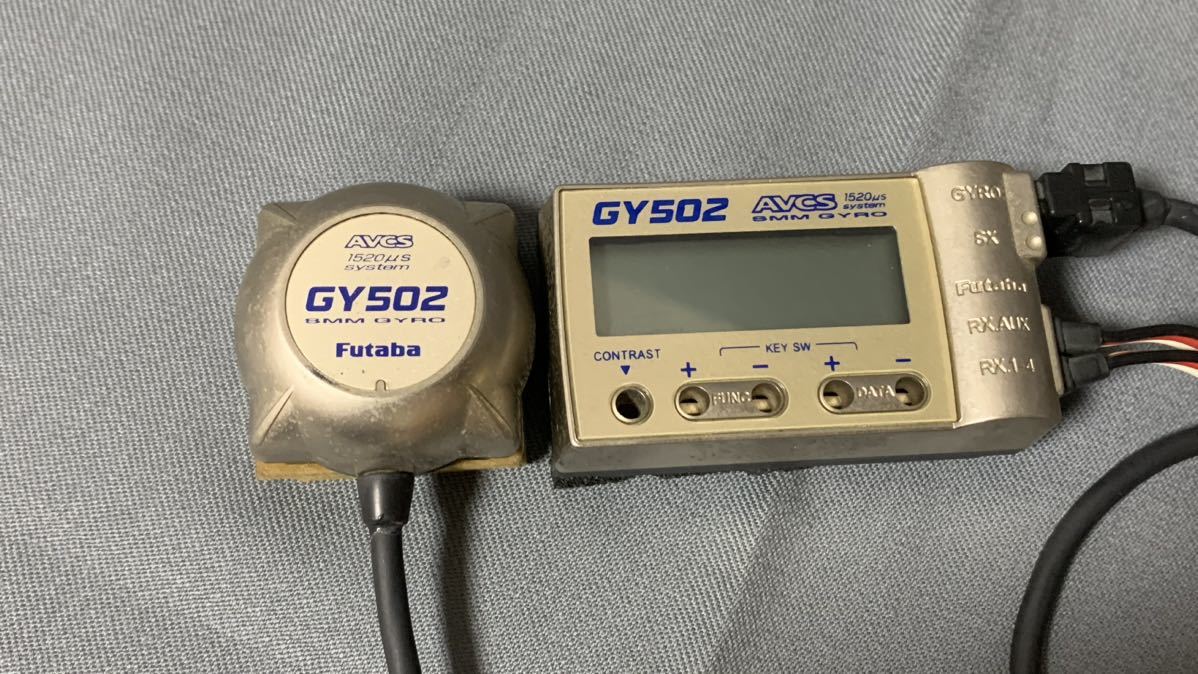 AVCS
1520μs
system
GY502
SMM GYRO
Futaba
GY502 AVCS 1520μs
system
SMM GYRO
CONTRAST
KEY SW
+ − + −
FUNC DATA
GYRO
Futaba
RX.AUX
RX.1-4